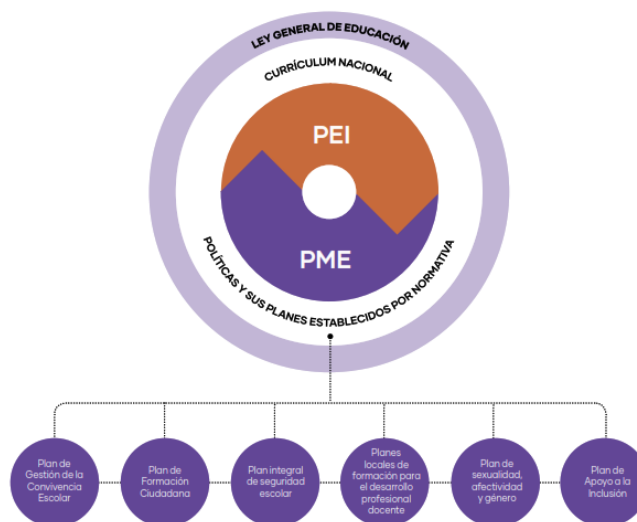 LEY GENERAL DE EDUCACIÓN
CURRÍCULUM NACIONAL
PEI
PME
POLÍTICAS Y SUS PLANES ESTABLECIDOS POR NORMATIVA
Plan de
Gestión de la
Convivencia
Escolar
Plan de
Formación
Ciudadana
Plan integral
de seguridad
escolar
Planes
locales de
formación para
el desarrollo
profesional
docente
Plan de
sexualidad,
afectividad
y género
Plan de
Apoyo a la
Inclusión